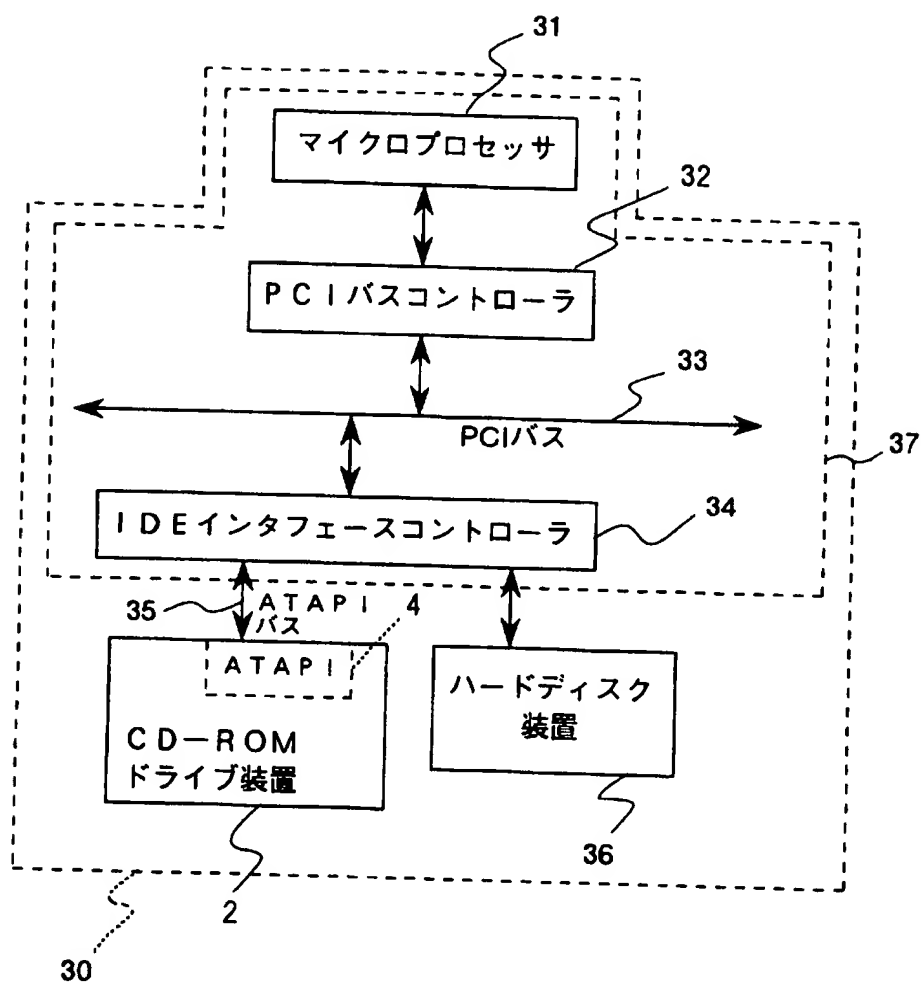 31
マイクロプロセッサ
32
PCIバスコントローラ
33
PCIバス
37
IDEインタフェースコントローラ
34
35
ATAPI
バス
4
ATAPI
CD-ROM
ドライブ装置
ハードディスク
装置
36
2
30